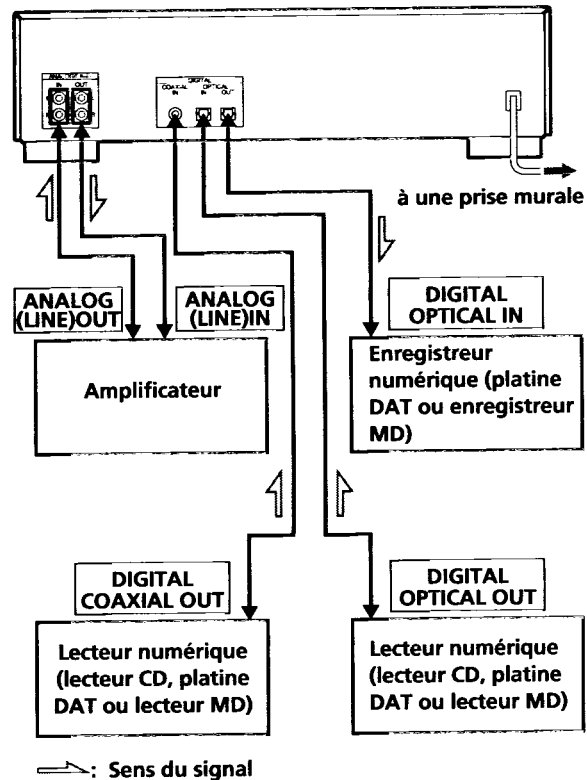 ANALOG
IN OUT
DIGITAL
COAXIAL OPTICAL
IN IN OUT
à une prise murale
ANALOG
(LINE)OUT
ANALOG
(LINE)IN
DIGITAL
OPTICAL IN
Amplificateur
Enregistreur
numérique (platine
DAT ou enregistreur
MD)
DIGITAL
COAXIAL OUT
DIGITAL
OPTICAL OUT
Lecteur numérique
(lecteur CD, platine
DAT ou lecteur MD)
Lecteur numérique
(lecteur CD, platine
DAT ou lecteur MD)
: Sens du signal